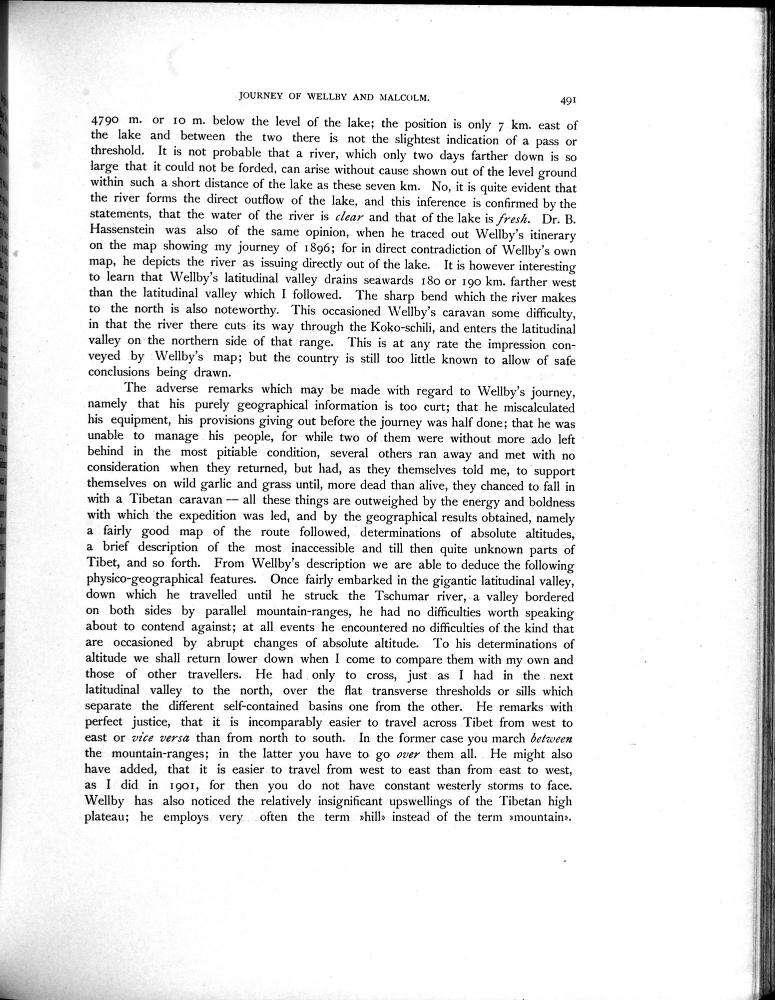 JOURNEY OF WELLBY AND MALCOLM. 491
4790 m. or 10 m. below the level of the lake; the position is only 7 km. east of
the lake and between the two there is not the slightest indication of a pass or
threshold. It is not probable that a river, which only two days farther down is so
large that it could not be forded, can arise without cause shown out of the level ground
within such a short distance of the lake as these seven km. No, it is quite evident that
the river forms the direct outflow of the lake, and this inference is confirmed by the
statements, that the water of the river is clear and that of the lake is fresh. Dr. B.
Hassenstein was also of the same opinion, when he traced out Wellby's itinerary
on the map showing my journey of 1896; for in direct contradiction of Wellby's own
map, he depicts the river as issuing directly out of the lake. It is however interesting
to learn that Wellby's latitudinal valley drains seawards 180 or 190 km. farther west
than the latitudinal valley which I followed. The sharp bend which the river makes
to the north is also noteworthy. This occasioned Wellby's caravan some difficulty,
in that the river there cuts its way through the Koko-schili, and enters the latitudinal
valley on the northern side of that range. This is at any rate the impression con-
veyed by Wellby's map; but the country is still too little known to allow of safe
conclusions being drawn.
The adverse remarks which may be made with regard to Wellby's journey,
namely that his purely geographical information is too curt; that he miscalculated
his equipment, his provisions giving out before the journey was half done; that he was
unable to manage his people, for while two of them were without more ado left
behind in the most pitiable condition, several others ran away and met with no
consideration when they returned, but had, as they themselves told me, to support
themselves on wild garlic and grass until, more dead than alive, they chanced to fall in
with a Tibetan caravan — all these things are outweighed by the energy and boldness
with which the expedition was led, and by the geographical results obtained, namely
a fairly good map of the route followed, determinations of absolute altitudes,
a brief description of the most inaccessible and till then quite unknown parts of
Tibet, and so forth. From Wellby's description we are able to deduce the following
physico-geographical features. Once fairly embarked in the gigantic latitudinal valley,
down which he travelled until he struck the Tschumar river, a valley bordered
on both sides by parallel mountain-ranges, he had no difficulties worth speaking
about to contend against; at all events he encountered no difficulties of the kind that
are occasioned by abrupt changes of absolute altitude. To his determinations of
altitude we shall return lower down when I come to compare them with my own and
those of other travellers. He had only to cross, just as I had in the next
latitudinal valley to the north, over the flat transverse thresholds or sills which
separate the different self-contained basins one from the other. He remarks with
perfect justice, that it is incomparably easier to travel across Tibet from west to
east or vice versa than from north to south. In the former case you march between
the mountain-ranges; in the latter you have to go over them all. He might also
have added, that it is easier to travel from west to east than from east to west,
as I did in 1901, for then you do not have constant westerly storms to face.
Wellby has also noticed the relatively insignificant upswellings of the Tibetan high
plateau; he employs very often the term »hill» instead of the term »mountain».